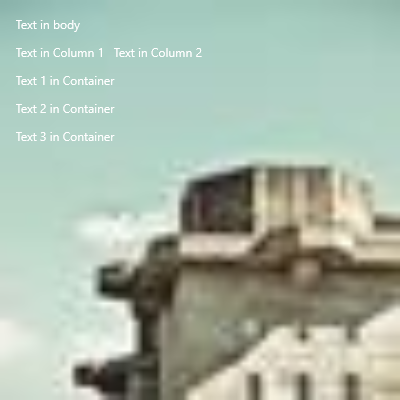 Text in body
Text in Column 1 Text in Column 2
Text 1 in Container
Text 2 in Container
Text 3 in Container